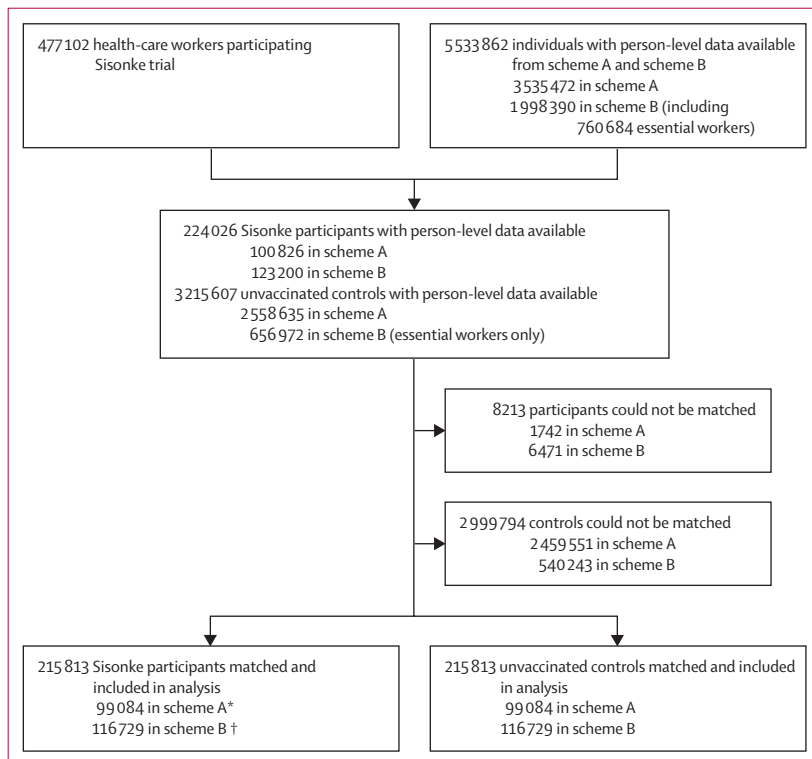 477102 health-care workers participating
Sisonke trial
5533862 individuals with person-level data available
from scheme A and scheme B
3535472 in scheme A
1998390 in scheme B (including
760684 essential workers)
224026 Sisonke participants with person-level data available
100826 in scheme A
123200 in scheme B
3215607 unvaccinated controls with person-level data available
2558635 in scheme A
656972 in scheme B (essential workers only)
8213 participants could not be matched
1742 in scheme A
6471 in scheme B
2999794 controls could not be matched
2459551 in scheme A
540243 in scheme B
215813 Sisonke participants matched and
included in analysis
99084 in scheme A*
116729 in scheme B †
215813 unvaccinated controls matched and included
in analysis
99084 in scheme A
116729 in scheme B